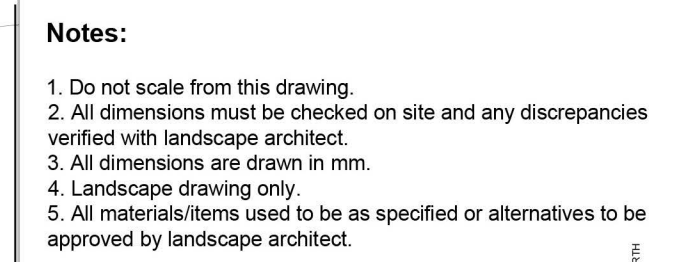 Notes:
1. Do not scale from this drawing.
2. All dimensions must be checked on site and any discrepancies
verified with landscape architect.
3. All dimensions are drawn in mm.
4. Landscape drawing only.
5. All materials/items used to be as specified or alternatives to be
approved by landscape architect.